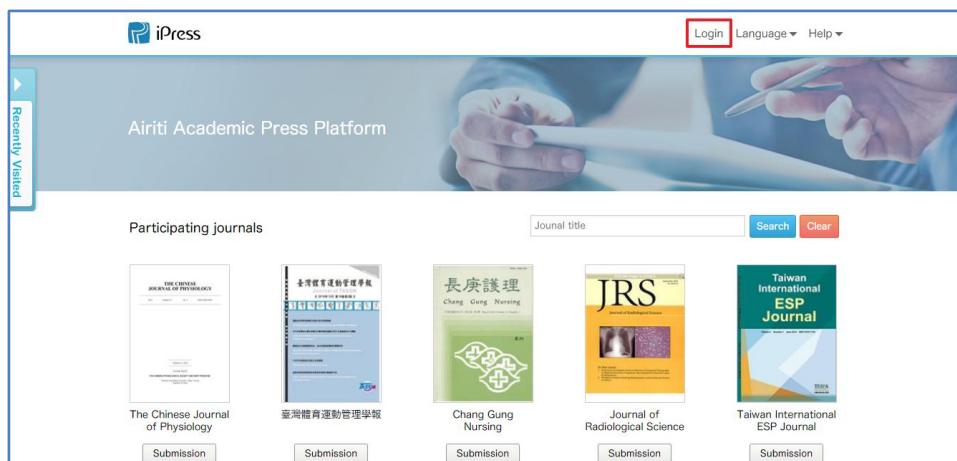 iPress
Login Language Help
Recently Visited
Airiti Academic Press Platform
Participating journals
Jounal title
Search
Clear
THE CHINESE
JOURNAL OF PHYSIOLOGY
臺灣體育運動管理學報
長庚護理
Chang Gung Nursing
JRS
Journal of Radiological Science
Taiwan
International
ESP
Journal
The Chinese Journal
of Physiology
臺灣體育運動管理學報
Chang Gung
Nursing
Journal of
Radiological Science
Taiwan International
ESP Journal
Submission
Submission
Submission
Submission
Submission